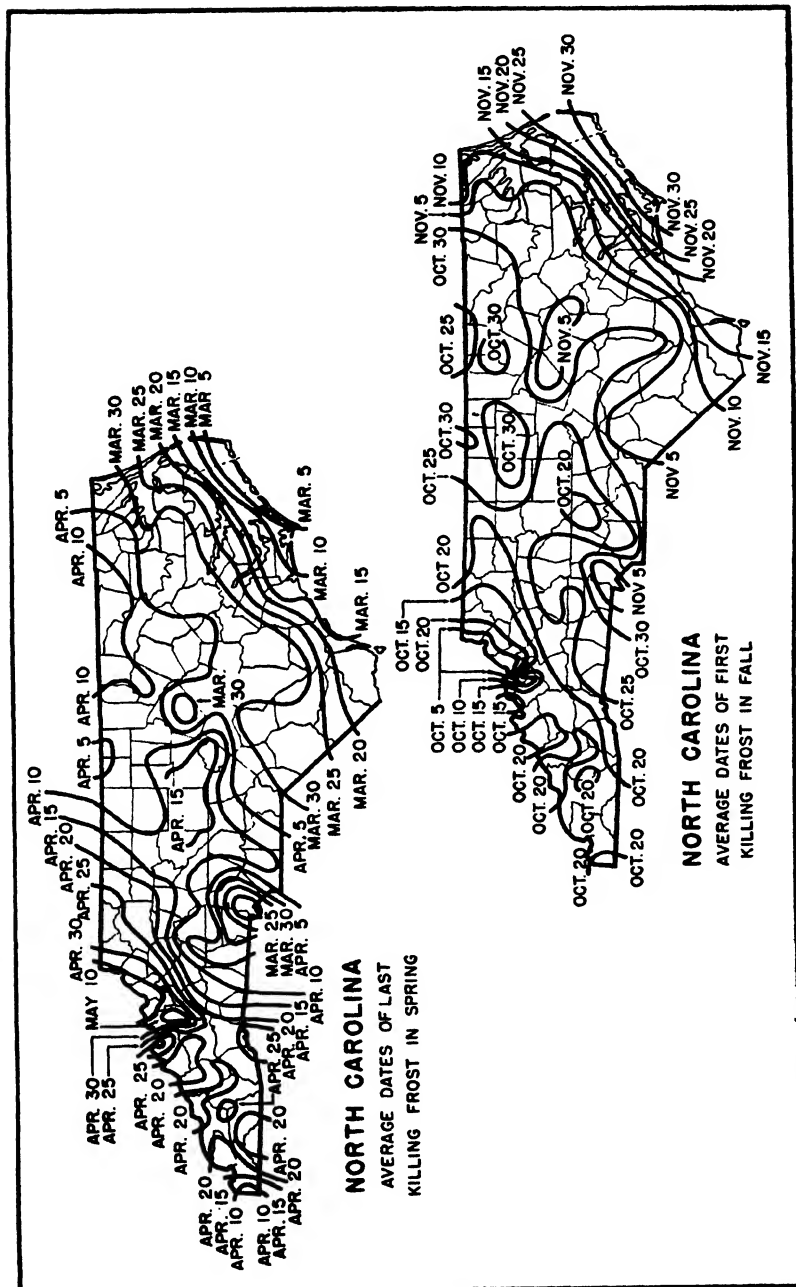 APR. 30
APR. 25
MAY 10
APR. 30
APR. 25
APR. 20
APR. 15
APR. 10
APR. 5
APR. 10
APR. 10
APR. 5
MAR. 30
MAR. 25
MAR. 20
MAR. 15
MAR. 10
MAR. 5
APR. 25
APR. 20
APR. 20
APR. 20
APR. 15
APR. 10
APR. 15
MAR.
30
MAR. 5
MAR. 10
MAR. 15
APR. 10
APR. 15
APR. 20
APR. 20
APR. 25
APR. 20
APR. 15
APR. 10
MAR. 25
MAR. 30
APR. 5
APR. 5
MAR. 30
MAR. 25
MAR. 20
NORTH CAROLINA
AVERAGE DATES OF LAST
KILLING FROST IN SPRING
OCT. 5
OCT. 10
OCT. 15
OCT. 15
OCT. 20
OCT 20
OCT. 25
OCT. 30
OCT. 25
OCT. 30
NOV. 5
NOV. 10
NOV. 15
NOV. 20
NOV. 25
NOV. 30
OCT. 30
OCT. 30
NOV. 5
OCT. 20
OCT. 20
OCT. 20
OCT. 20
OCT. 20
OCT. 20
OCT. 20
OCT. 25
OCT. 30
NOV 5
NOV 5
NOV. 10
NOV. 15
NOV. 20
NOV. 25
NOV. 30
NORTH CAROLINA
AVERAGE DATES OF FIRST
KILLING FROST IN FALL